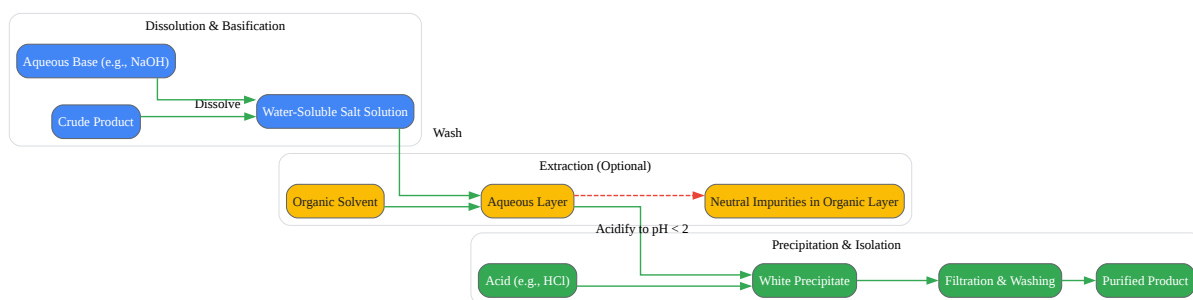 Dissolution & Basification
Aqueous Base (e.g., NaOH)
Dissolve
Crude Product
Water-Soluble Salt Solution
Wash
Extraction (Optional)
Organic Solvent
Aqueous Layer
Neutral Impurities in Organic Layer
Acidify to pH < 2
Precipitation & Isolation
Acid (e.g., HCl)
White Precipitate
Filtration & Washing
Purified Product